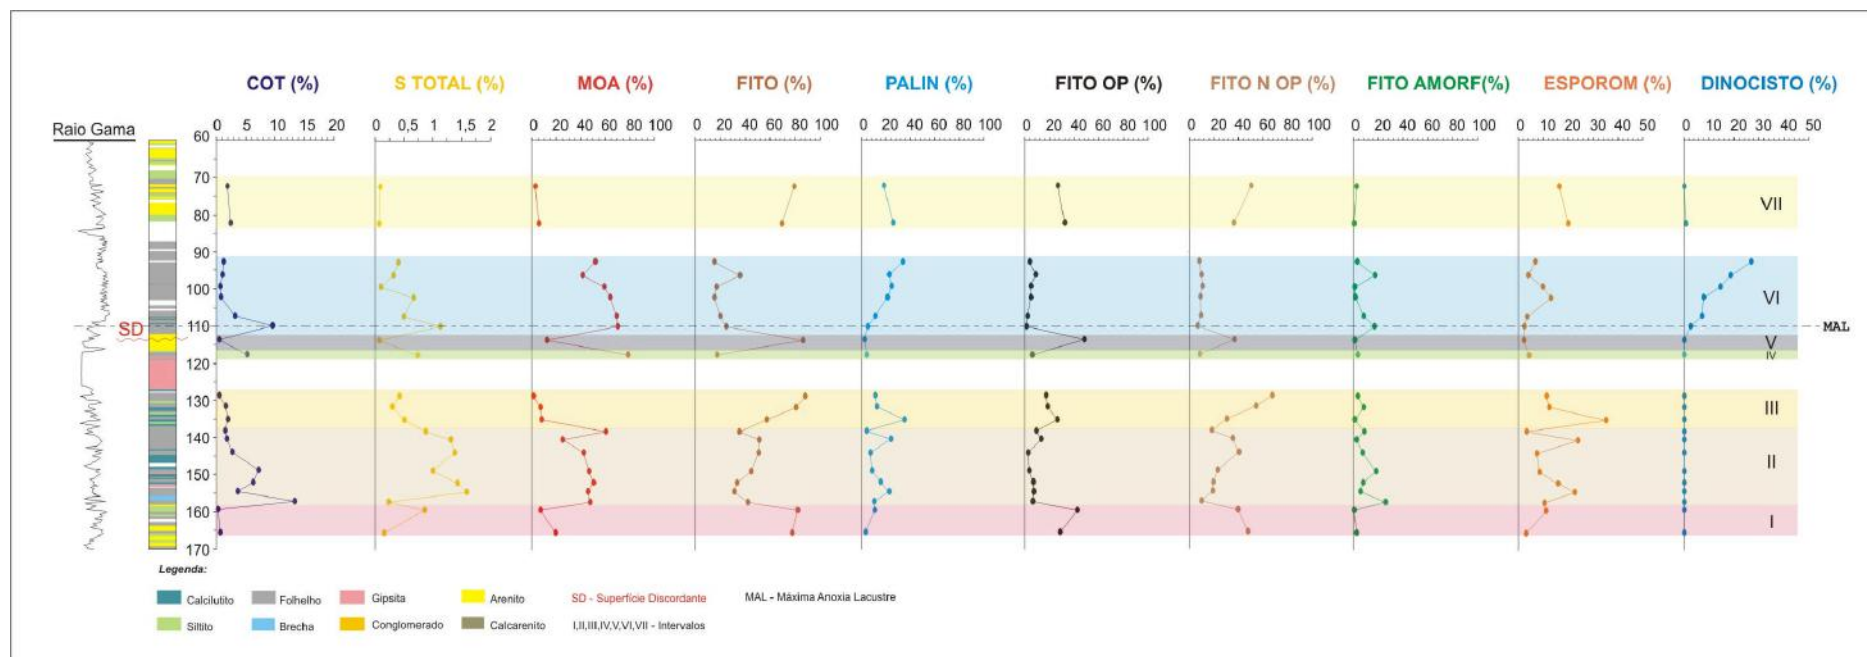 COT (%) S TOTAL (%) MOA (%) FITO (%) PALIN (%) FITO OP (%) FITO N OP (%) FITO AMORF(%) ESPOROM (%) DINOCISTO (%)
Raio Gama
0 5 10 15 20 0 0,5 1 1,5 2 0 20 40 60 80 100 0 20 40 60 80 100 0 20 40 60 80 100 0 20 40 60 80 100 0 20 40 60 80 100 0 20 40 60 80 100 0 10 20 30 40 50 0 10 20 30 40 50
60
70
80 VII
90
100 VI
SD 110 MAL
V
IV
120
130 III
140
150 II
160 I
170
Legenda:
Calcilutito Folhelho Gipsita Arenito SD - Superfície Discordante MAL - Máxima Anoxia Lacustre
Siltito Brecha Conglomerado Calcarenito I,II,III,IV,V,VI,VII - Intervalos